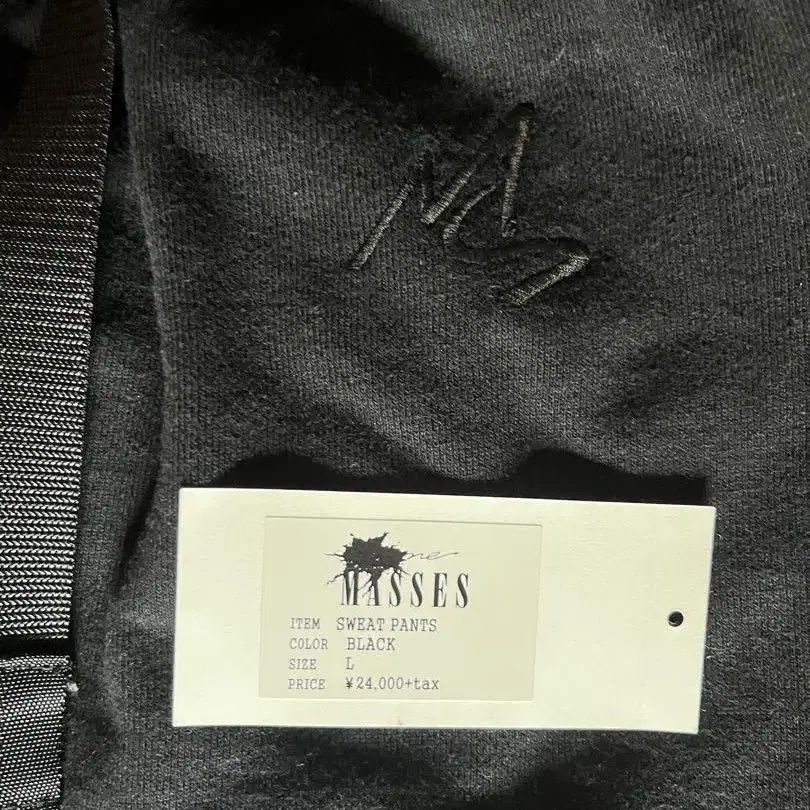 MASSES
ITEM SWEAT PANTS
COLOR BLACK
SIZE L
PRICE ¥24,000+tax